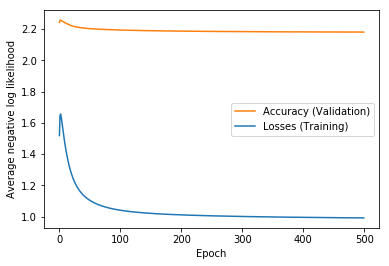 2.2
2.0
1.8
1.6
1.4
1.2
1.0
Average negative log likelihood
Accuracy (Validation)
Losses (Training)
0 100 200 300 400 500
Epoch